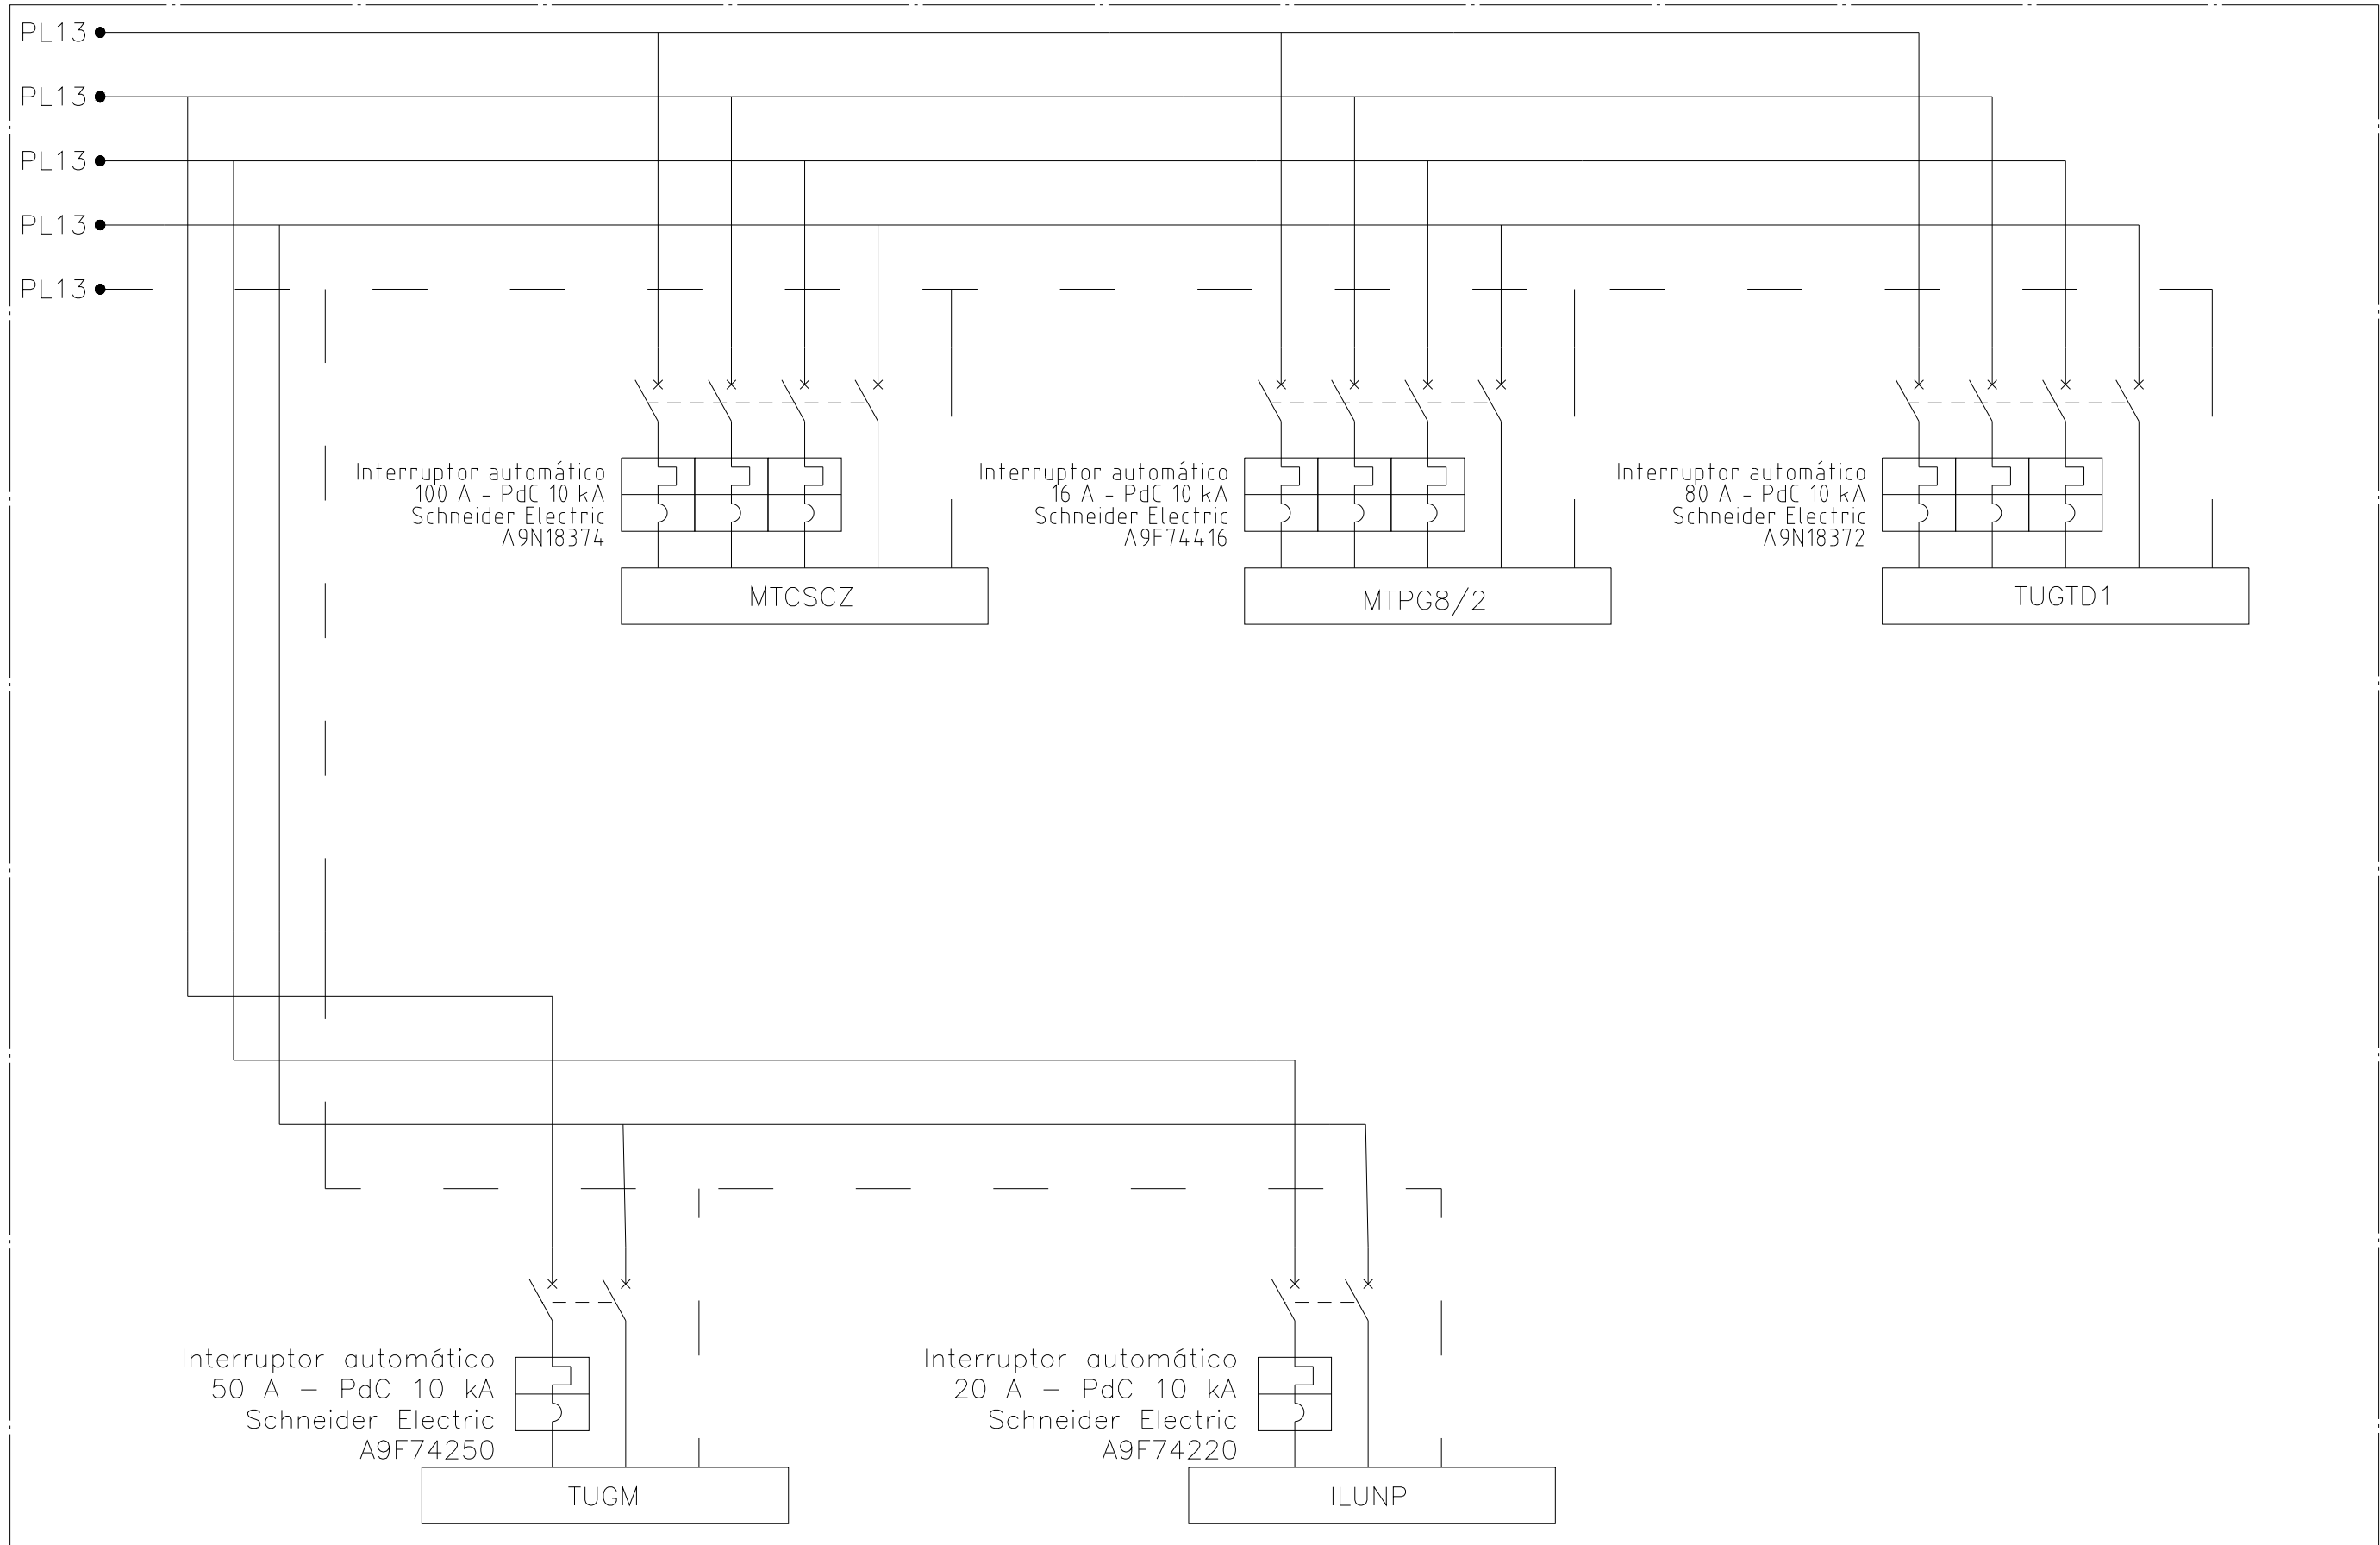 PL13
PL13
PL13
PL13
PL13
Interruptor automático
100 A - PdC 10 kA
Schneider Electric
A9N18374
MTCSCZ
Interruptor automático
16 A - PdC 10 kA
Schneider Electric
A9F74416
MTPG8/2
Interruptor automático
80 A - PdC 10 kA
Schneider Electric
A9N18372
TUGTD1
Interruptor automático
50 A - PdC 10 kA
Schneider Electric
A9F74250
TUGM
Interruptor automático
20 A - PdC 10 kA
Schneider Electric
A9F74220
ILUNP